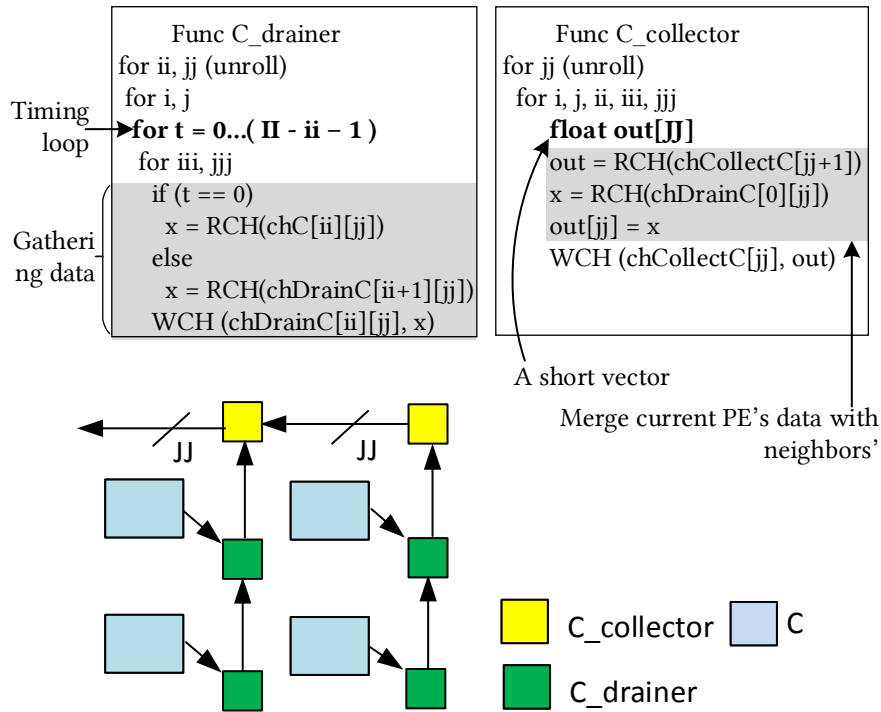 Func C_drainer
for ii, jj (unroll)
for i, j
for t = 0...( II - ii – 1 )
for iii, jjj
if (t == 0)
x = RCH(chC[ii][jj])
else
x = RCH(chDrainC[ii+1][jj])
WCH (chDrainC[ii][jj], x)
Timing
loop
Gatheri
ng data
Func C_collector
for jj (unroll)
for i, j, ii, iii, jjj
float out[JJ]
out = RCH(chCollectC[jj+1])
x = RCH(chDrainC[0][jj])
out[jj] = x
WCH (chCollectC[jj], out)
A short vector
Merge current PE's data with
neighbors'
JJ
JJ
C_collector
C
C_drainer